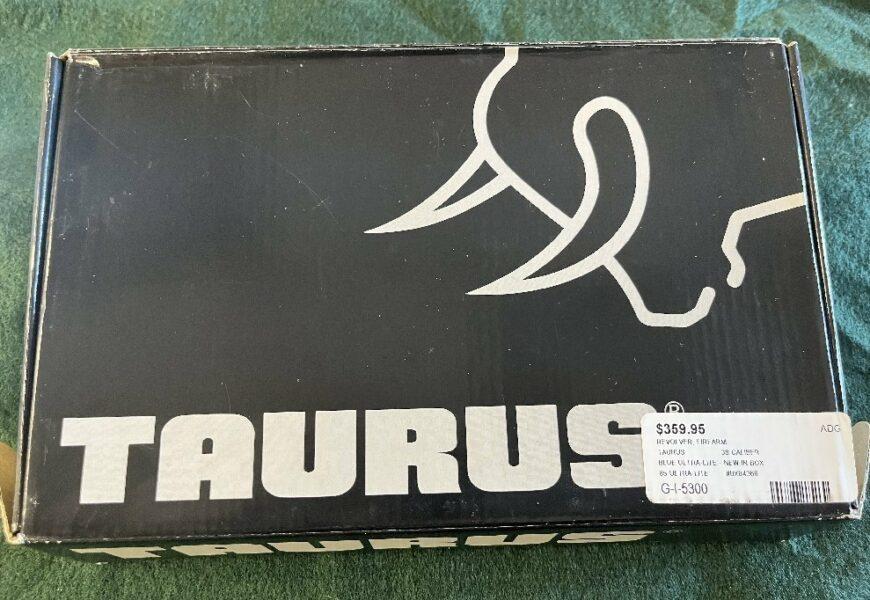 TAURUS®
$359.95 ADG
REVOLVER, FIREARM
TAURUS 38 CALIBER
BLUE ULTRA-LITE - NEW IN BOX
85 ULTRA-LITE
G-I-5300
TAURUS